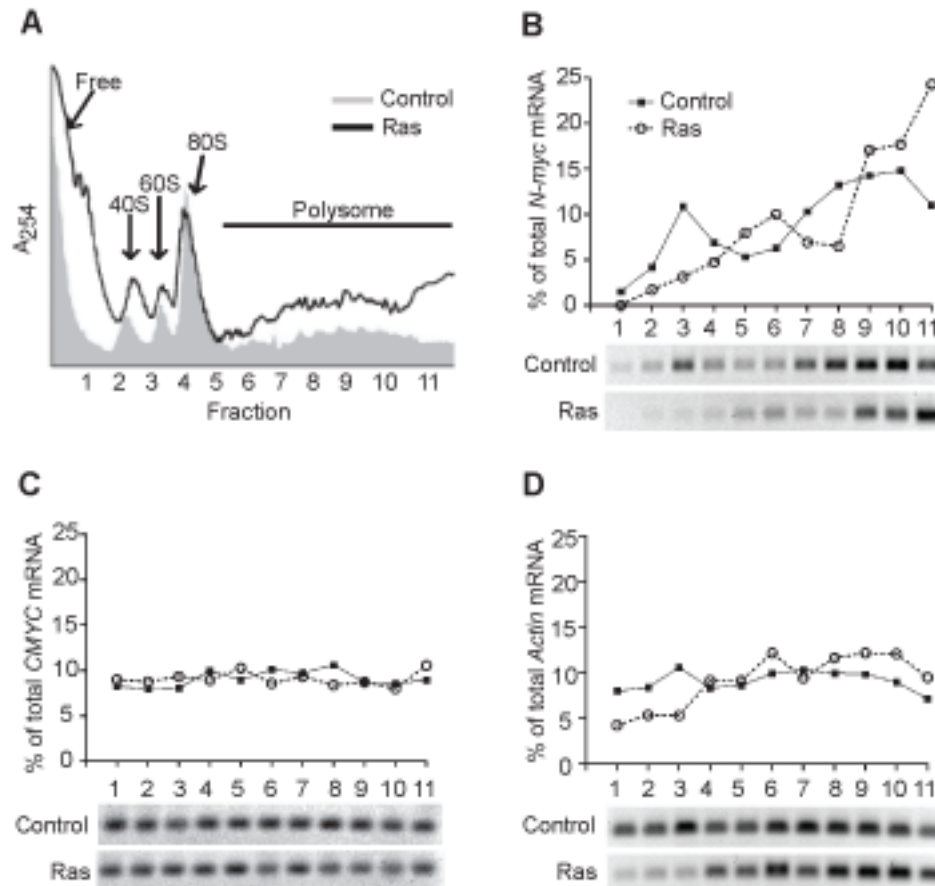 A
Free
Control
Ras
80S
60S
40S
Polysome
A254
1 2 3 4 5 6 7 8 9 10 11
Fraction
B
25
20
15
10
5
0
% of total N-myc mRNA
Control
Ras
1 2 3 4 5 6 7 8 9 10 11
Control
Ras
C
25
20
15
10
5
0
% of total CMYC mRNA
1 2 3 4 5 6 7 8 9 10 11
Control
Ras
D
25
20
15
10
5
0
% of total Actin mRNA
1 2 3 4 5 6 7 8 9 10 11
Control
Ras